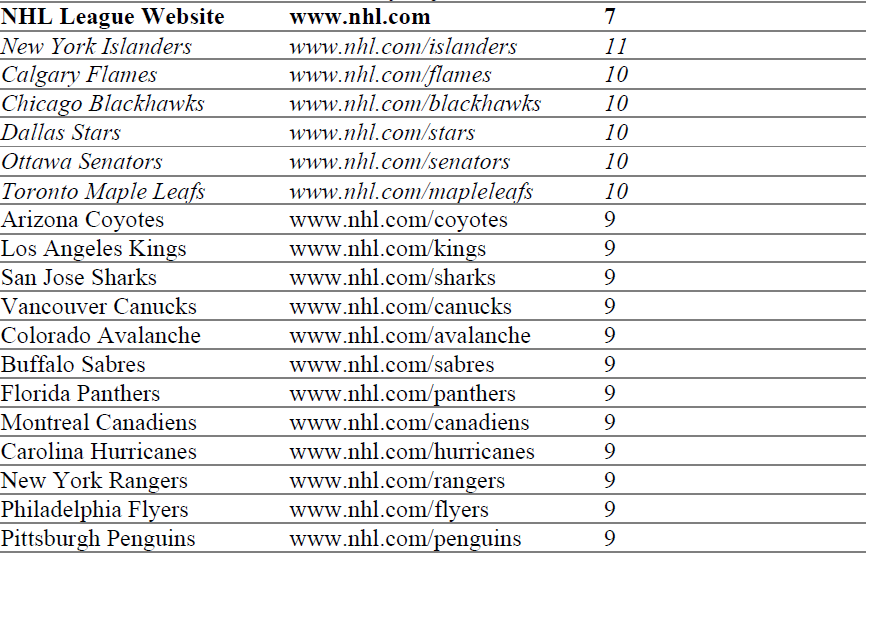 NHL League Website www.nhl.com 7
New York Islanders www.nhl.com/islanders 11
Calgary Flames www.nhl.com/flames 10
Chicago Blackhawks www.nhl.com/blackhawks 10
Dallas Stars www.nhl.com/stars 10
Ottawa Senators www.nhl.com/senators 10
Toronto Maple Leafs www.nhl.com/mapleleafs 10
Arizona Coyotes www.nhl.com/coyotes 9
Los Angeles Kings www.nhl.com/kings 9
San Jose Sharks www.nhl.com/sharks 9
Vancouver Canucks www.nhl.com/canucks 9
Colorado Avalanche www.nhl.com/avalanche 9
Buffalo Sabres www.nhl.com/sabres 9
Florida Panthers www.nhl.com/panthers 9
Montreal Canadiens www.nhl.com/canadiens 9
Carolina Hurricanes www.nhl.com/hurricanes 9
New York Rangers www.nhl.com/rangers 9
Philadelphia Flyers www.nhl.com/flyers 9
Pittsburgh Penguins www.nhl.com/penguins 9